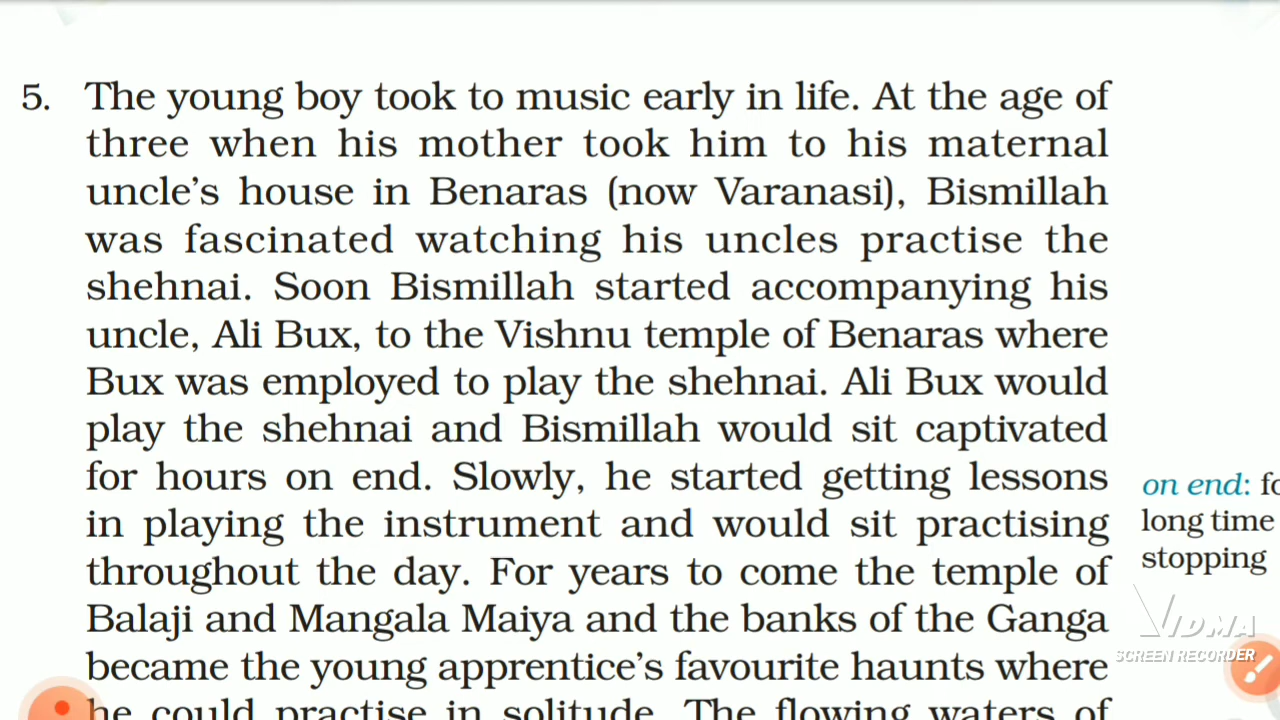 5. The young boy took to music early in life. At the age of
three when his mother took him to his maternal
uncle's house in Benaras (now Varanasi), Bismillah
was fascinated watching his uncles practise the
shehnai. Soon Bismillah started accompanying his
uncle, Ali Bux, to the Vishnu temple of Benaras where
Bux was employed to play the shehnai. Ali Bux would
play the shehnai and Bismillah would sit captivated
for hours on end. Slowly, he started getting lessons
in playing the instrument and would sit practising
throughout the day. For years to come the temple of
Balaji and Mangala Maiya and the banks of the Ganga
became the young apprentice's favourite haunts where
he could practise in solitude. The flowing waters of
on end:
long time
stopping
VIDMA
SCREEN RECORDER